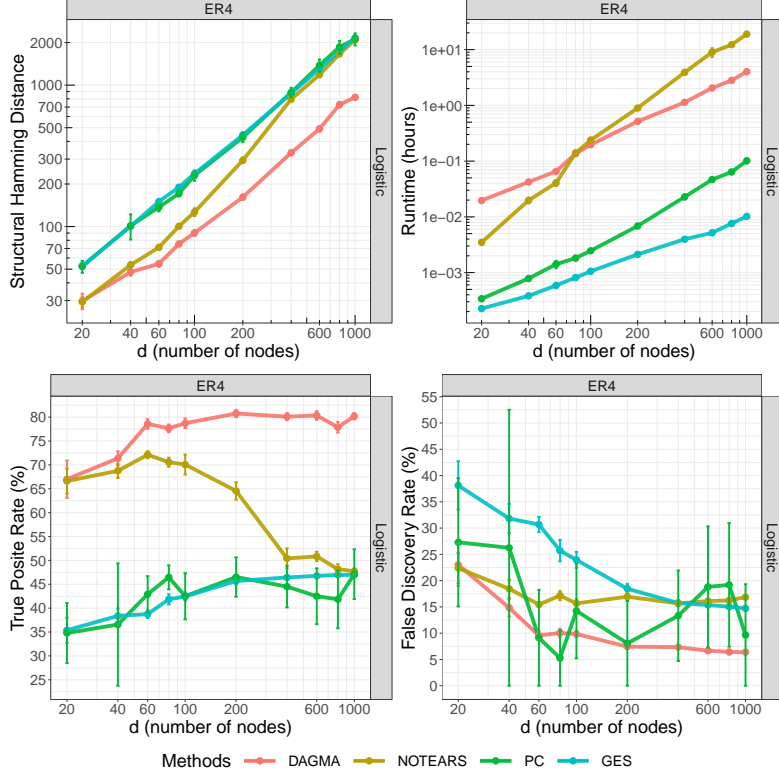 ER4
Structural Hamming Distance
2000
1000
700
500
300
200
100
70
50
30
20
40
60
100
200
600
1000
d (number of nodes)
Logistic
ER4
Runtime (hours)
1e+01
1e+00
1e−01
1e−02
1e−03
20
40
60
100
200
600
1000
d (number of nodes)
Logistic
ER4
True Posite Rate (%)
80
75
70
65
60
55
50
45
40
35
30
25
20
40
60
100
200
600
1000
d (number of nodes)
Logistic
ER4
False Discovery Rate (%)
55
50
45
40
35
30
25
20
15
10
5
0
20
40
60
100
200
600
1000
d (number of nodes)
Logistic
Methods DAGMA NOTEARS PC GES